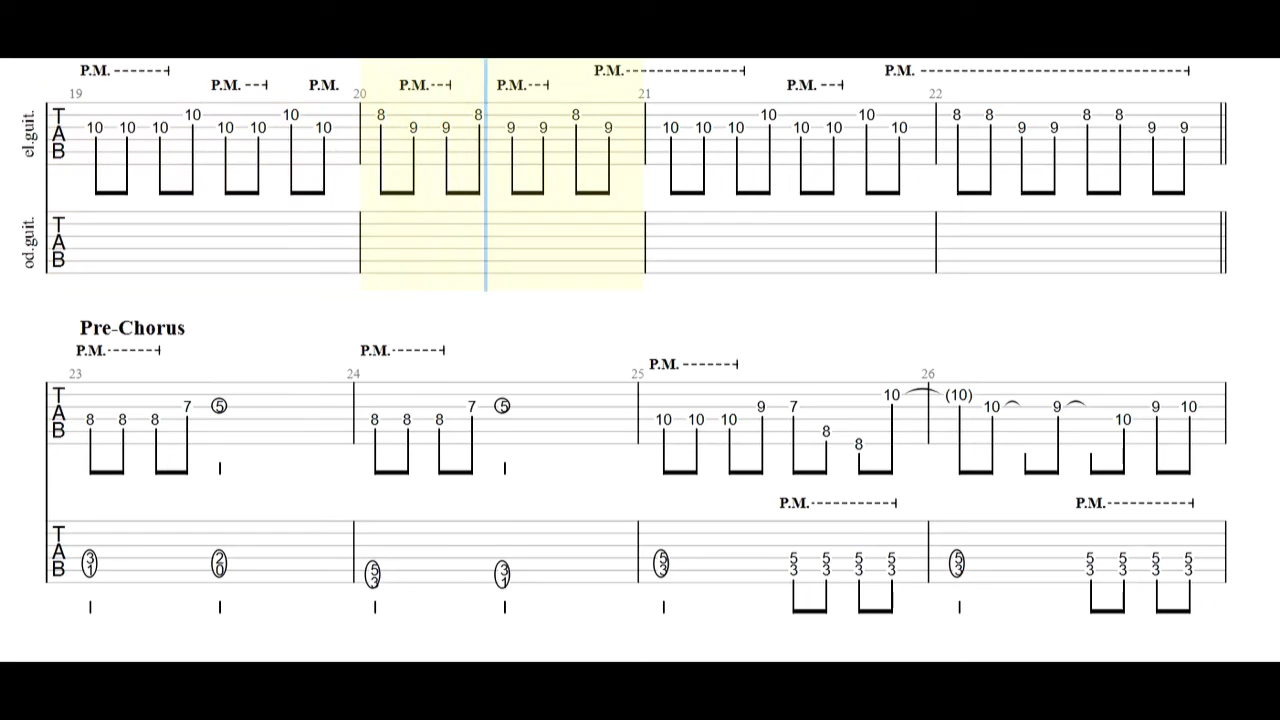 P.M. P.M. P.M.
P.M. P.M. P.M. P.M. P.M.
19 20 21 22
el.guit. TAB 10 10 10 10 10 10 10 10 8 9 9 8 9 9 8 9 10 10 10 10 10 10 10 10 8 8 9 9 8 8 9 9
od.guit. TAB
Pre-Chorus
P.M. P.M. P.M.
23 24 25 26
TAB 8 8 8 7 5 8 8 8 7 5 10 10 10 9 7 8 8 10 (10) 10 9 10 9 10
P.M. P.M.
TAB 3 2 5 3 5 5 5 5 5 5 5 5 5 5
1 0 3 1 3 3 3 3 3 3 3 3 3 3